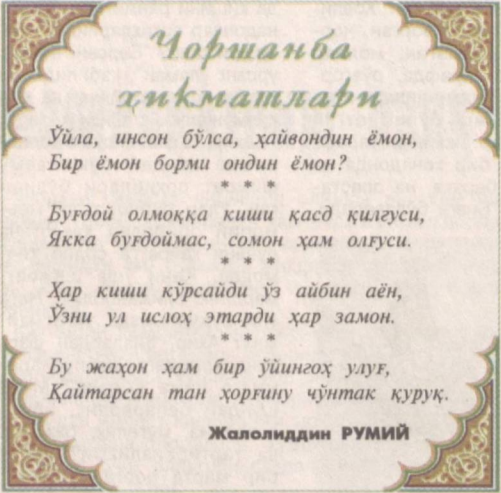 Чоршанба
ҳикматлари
Ўйла, инсон бўлса, ҳайвондин ёмон,
Бир ёмон борми ондин ёмон?
* * *
Буғдой олмоққа киши қасд қилғуси,
Якка буғдоймас, сомон ҳам олғуси.
* * *
Ҳар киши кўрсайди ўз айбин аён,
Ўзни ул ислоҳ этарди ҳар замон.
* * *
Бу жаҳон ҳам бир ўйингоҳ улуғ,
Қайтарсан тан ҳорғину чўнтак қуруқ.
Жалолиддин РУМИЙ